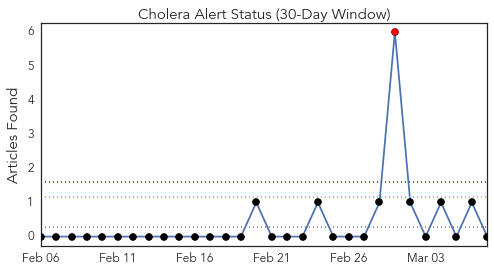 Cholera Alert Status (30-Day Window)
Articles Found
6
5
4
3
2
1
0
Feb 06 Feb 11 Feb 16 Feb 21 Feb 26 Mar 03